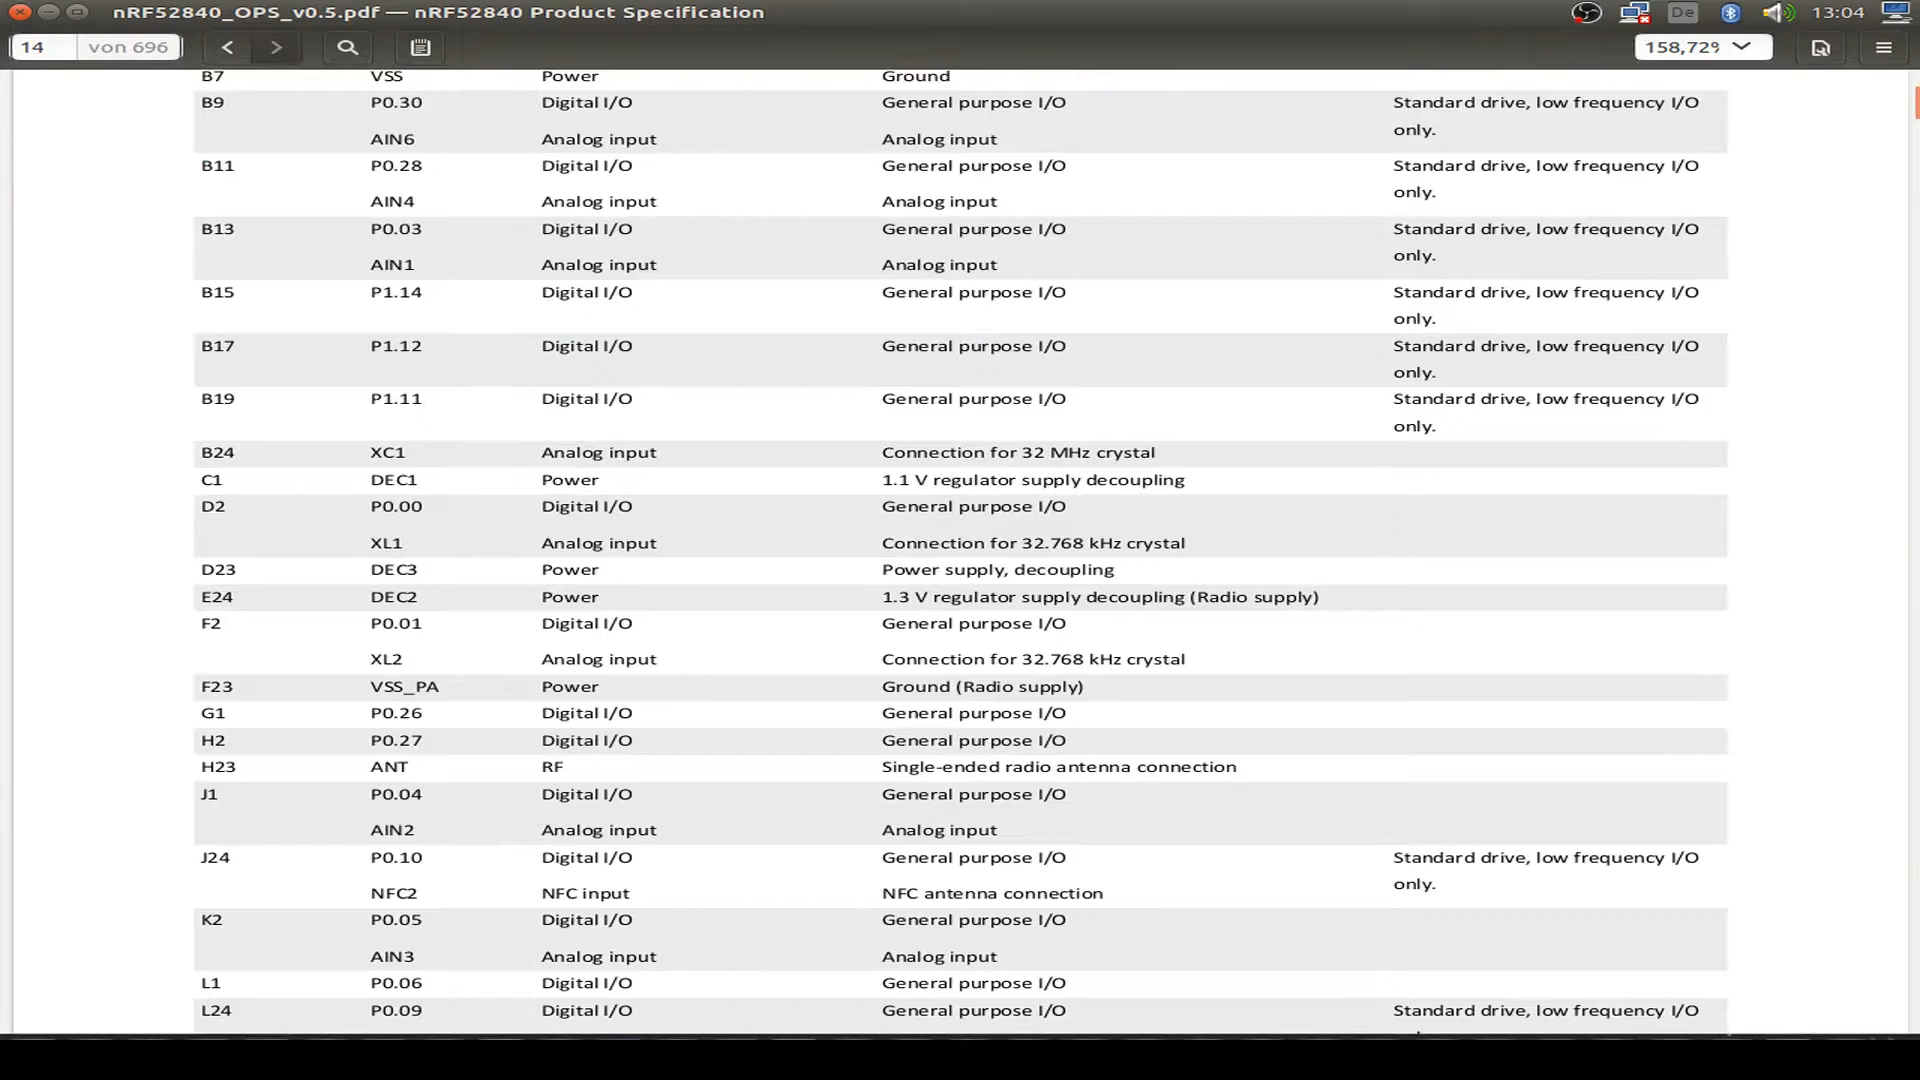 nRF52840_OPS_v0.5.pdf — nRF52840 Product Specification
De
13:04
14 von 696
158,72%
B7 VSS Power Ground
B9 P0.30 Digital I/O General purpose I/O Standard drive, low frequency I/O
only.
AIN6 Analog input Analog input
B11 P0.28 Digital I/O General purpose I/O Standard drive, low frequency I/O
only.
AIN4 Analog input Analog input
B13 P0.03 Digital I/O General purpose I/O Standard drive, low frequency I/O
only.
AIN1 Analog input Analog input
B15 P1.14 Digital I/O General purpose I/O Standard drive, low frequency I/O
only.
B17 P1.12 Digital I/O General purpose I/O Standard drive, low frequency I/O
only.
B19 P1.11 Digital I/O General purpose I/O Standard drive, low frequency I/O
only.
B24 XC1 Analog input Connection for 32 MHz crystal
C1 DEC1 Power 1.1 V regulator supply decoupling
D2 P0.00 Digital I/O General purpose I/O
XL1 Analog input Connection for 32.768 kHz crystal
D23 DEC3 Power Power supply, decoupling
E24 DEC2 Power 1.3 V regulator supply decoupling (Radio supply)
F2 P0.01 Digital I/O General purpose I/O
XL2 Analog input Connection for 32.768 kHz crystal
F23 VSS_PA Power Ground (Radio supply)
G1 P0.26 Digital I/O General purpose I/O
H2 P0.27 Digital I/O General purpose I/O
H23 ANT RF Single-ended radio antenna connection
J1 P0.04 Digital I/O General purpose I/O
AIN2 Analog input Analog input
J24 P0.10 Digital I/O General purpose I/O Standard drive, low frequency I/O
only.
NFC2 NFC input NFC antenna connection
K2 P0.05 Digital I/O General purpose I/O
AIN3 Analog input Analog input
L1 P0.06 Digital I/O General purpose I/O
L24 P0.09 Digital I/O General purpose I/O Standard drive, low frequency I/O